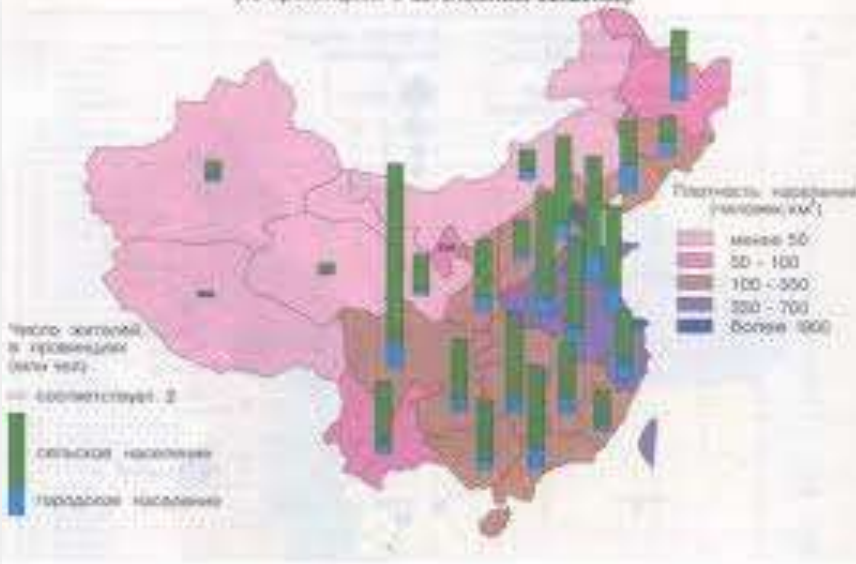 Плотность населения
(человек/км²)
менее 50
50 - 100
100 - 350
350 - 700
более 1000
Число жителей
в провинциях
(млн чел)
соответствует 2
сельское население
городское население